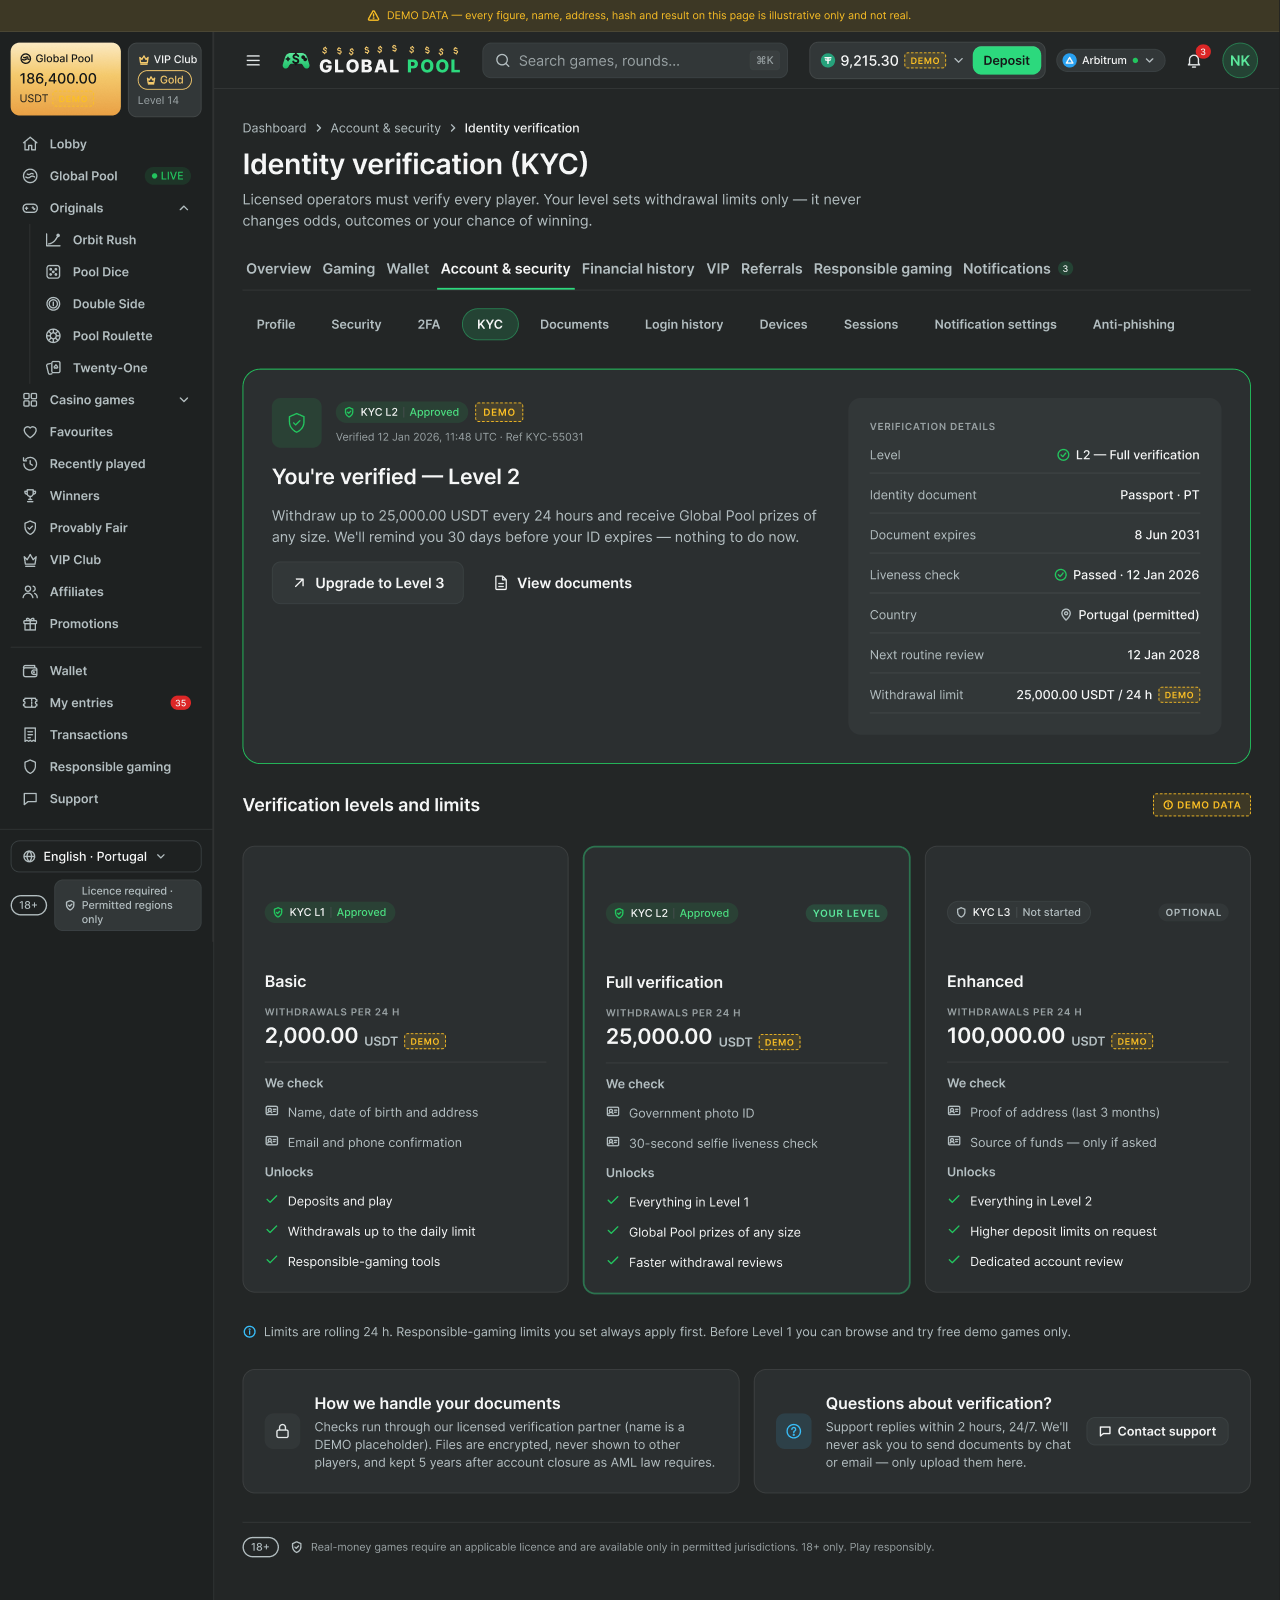 DEMO DATA — every figure, name, address, hash and result on this page is illustrative only and not real.
Global Pool
186,400.00
USDT DEMO
VIP Club
Gold
Level 14
GLOBAL POOL
Search games, rounds...
⌘K
9,215.30 DEMO
Deposit
Arbitrum
3
NK
Lobby
Global Pool LIVE
Originals
Orbit Rush
Pool Dice
Double Side
Pool Roulette
Twenty-One
Casino games
Favourites
Recently played
Winners
Provably Fair
VIP Club
Affiliates
Promotions
Wallet
My entries 35
Transactions
Responsible gaming
Support
English · Portugal
18+
Licence required ·
Permitted regions
only
Dashboard > Account & security > Identity verification
Identity verification (KYC)
Licensed operators must verify every player. Your level sets withdrawal limits only — it never
changes odds, outcomes or your chance of winning.
Overview Gaming Wallet Account & security Financial history VIP Referrals Responsible gaming Notifications 3
Profile Security 2FA KYC Documents Login history Devices Sessions Notification settings Anti-phishing
KYC L2 Approved DEMO
Verified 12 Jan 2026, 11:48 UTC · Ref KYC-55031
You're verified — Level 2
Withdraw up to 25,000.00 USDT every 24 hours and receive Global Pool prizes of
any size. We'll remind you 30 days before your ID expires — nothing to do now.
Upgrade to Level 3
View documents
VERIFICATION DETAILS
Level L2 — Full verification
Identity document Passport · PT
Document expires 8 Jun 2031
Liveness check Passed · 12 Jan 2026
Country Portugal (permitted)
Next routine review 12 Jan 2028
Withdrawal limit 25,000.00 USDT / 24 h DEMO
Verification levels and limits
DEMO DATA
KYC L1 Approved
Basic
WITHDRAWALS PER 24 H
2,000.00 USDT DEMO
We check
Name, date of birth and address
Email and phone confirmation
Unlocks
Deposits and play
Withdrawals up to the daily limit
Responsible-gaming tools
KYC L2 Approved
YOUR LEVEL
Full verification
WITHDRAWALS PER 24 H
25,000.00 USDT DEMO
We check
Government photo ID
30-second selfie liveness check
Unlocks
Everything in Level 1
Global Pool prizes of any size
Faster withdrawal reviews
KYC L3 Not started
OPTIONAL
Enhanced
WITHDRAWALS PER 24 H
100,000.00 USDT DEMO
We check
Proof of address (last 3 months)
Source of funds — only if asked
Unlocks
Everything in Level 2
Higher deposit limits on request
Dedicated account review
Limits are rolling 24 h. Responsible-gaming limits you set always apply first. Before Level 1 you can browse and try free demo games only.
How we handle your documents
Checks run through our licensed verification partner (name is a
DEMO placeholder). Files are encrypted, never shown to other
players, and kept 5 years after account closure as AML law requires.
Questions about verification?
Support replies within 2 hours, 24/7. We'll
never ask you to send documents by chat
or email — only upload them here.
Contact support
18+
Real-money games require an applicable licence and are available only in permitted jurisdictions. 18+ only. Play responsibly.